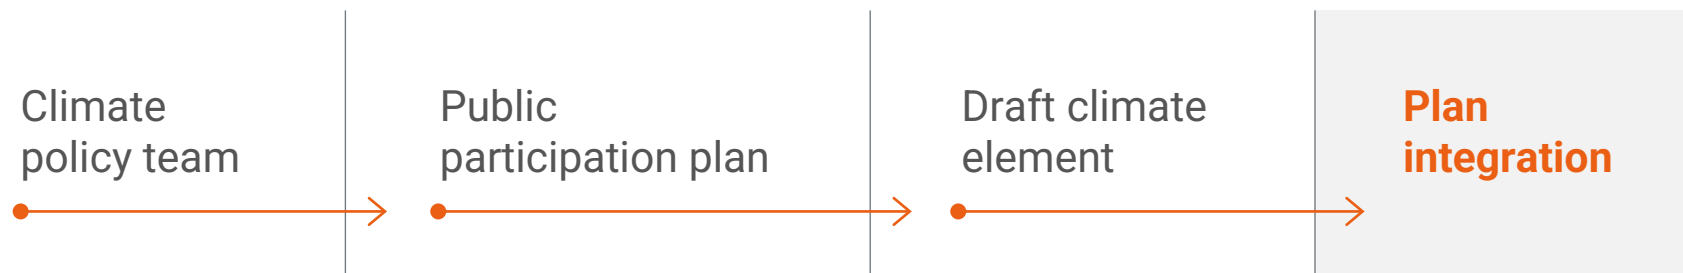 Climate
policy team
Public
participation plan
Draft climate
element
Plan
integration